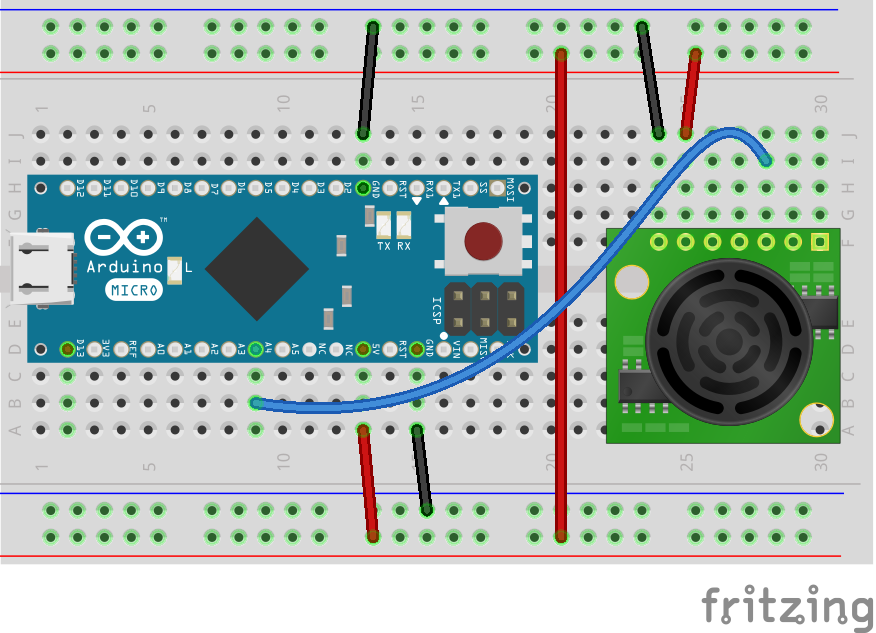 1 5 10 15 20 25 30
J
I
H
G
F
D12 D11 D10 D9 D8 D7 D6 D5 D4 D3 D2 GND RST RX1 TX1 SS MOSI
TX RX
™
Arduino
MICRO
L
ICSP
D13 3V3 REF A0 A1 A2 A3 A4 A5 NC NC 5V RST GND VIN
E
D
C
B
A
1 5 10 15 20 25 30
fritzing